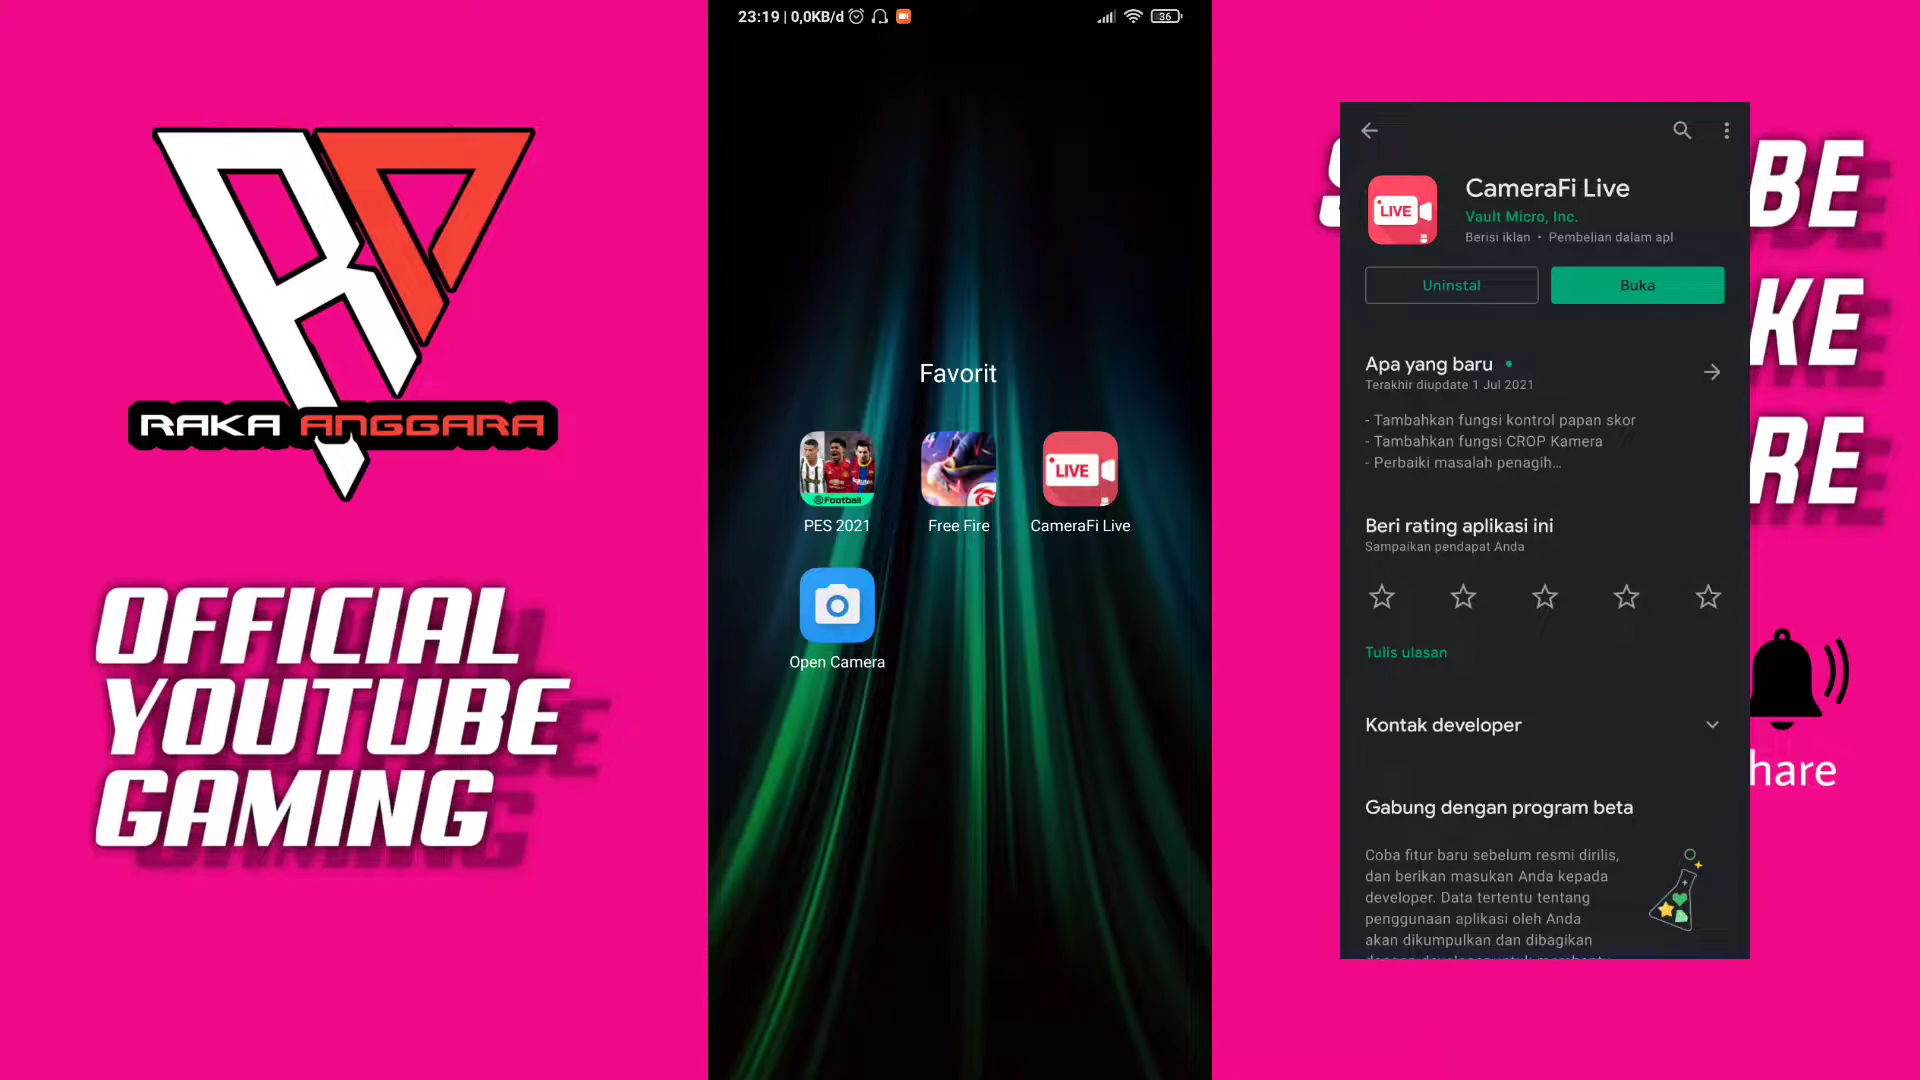 RAKA ANGGARA
OFFICIAL
YOUTUBE
GAMING
23:19 | 0,0KB/d
36
Favorit
Football
PES 2021
Free Fire
LIVE
CameraFi Live
Open Camera
LIVE
CameraFi Live
Vault Micro, Inc.
Berisi iklan • Pembelian dalam apl
Uninstal
Buka
Apa yang baru •
Terakhir diupdate 1 Jul 2021
- Tambahkan fungsi kontrol papan skor
- Tambahkan fungsi CROP Kamera
- Perbaiki masalah penagih...
Beri rating aplikasi ini
Sampaikan pendapat Anda
Tulis ulasan
Kontak developer
Gabung dengan program beta
Coba fitur baru sebelum resmi dirilis,
dan berikan masukan Anda kepada
developer. Data tertentu tentang
penggunaan aplikasi oleh Anda
akan dikumpulkan dan dibagikan
S BE
KE
RE
hare